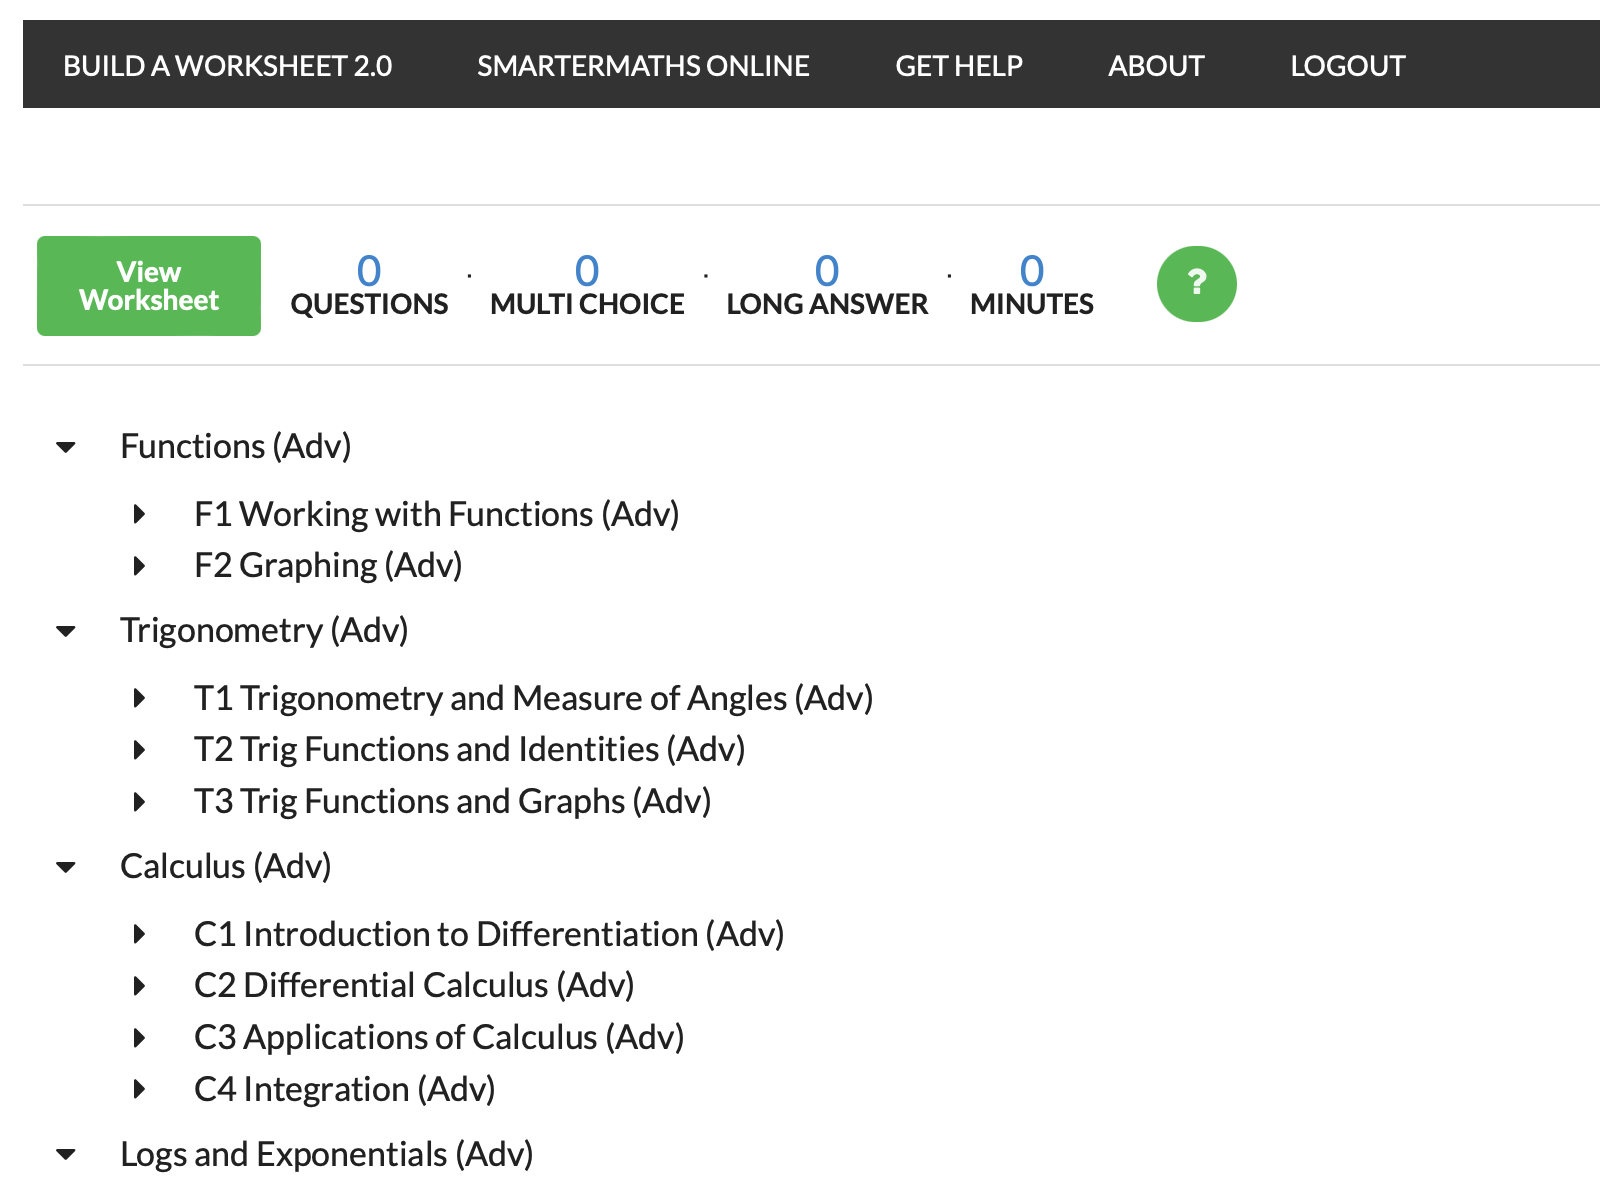 BUILD A WORKSHEET 2.0 SMARTERMATHS ONLINE GET HELP ABOUT LOGOUT
View Worksheet
0 QUESTIONS · 0 MULTI CHOICE · 0 LONG ANSWER · 0 MINUTES ?
Functions (Adv)
F1 Working with Functions (Adv)
F2 Graphing (Adv)
Trigonometry (Adv)
T1 Trigonometry and Measure of Angles (Adv)
T2 Trig Functions and Identities (Adv)
T3 Trig Functions and Graphs (Adv)
Calculus (Adv)
C1 Introduction to Differentiation (Adv)
C2 Differential Calculus (Adv)
C3 Applications of Calculus (Adv)
C4 Integration (Adv)
Logs and Exponentials (Adv)